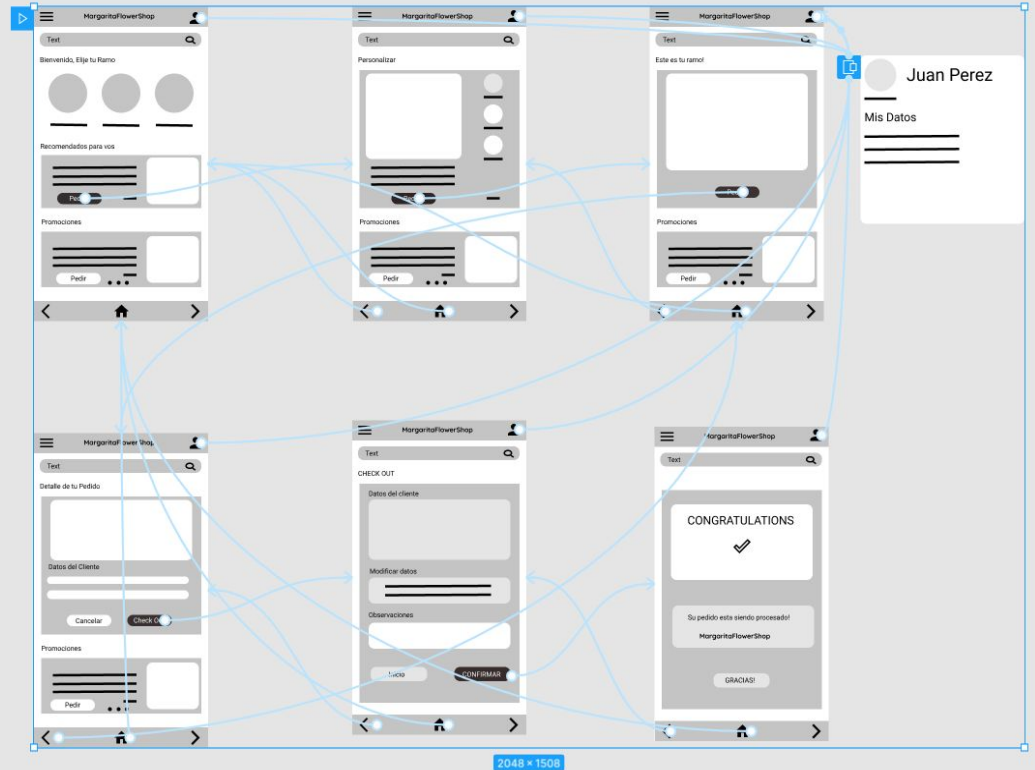 MargaritaFlowerShop
Text
Bienvenido, Elije tu Ramo
Recomendados para vos
Promociones
Pedir
MargaritaFlowerShop
Text
Personalizar
Promociones
Pedir
MargaritaFlowerShop
Text
Este es tu ramo!
Promociones
Pedir
Juan Perez
Mis Datos
MargaritaFlowerShop
Text
Detalle de tu Pedido
Datos del Cliente
Cancelar
Promociones
Pedir
MargaritaFlowerShop
Text
CHECK OUT
Datos del cliente
Modificar datos
Observaciones
Inicio
CONFIRMAR
MargaritaFlowerShop
Text
CONGRATULATIONS
Su pedido esta siendo procesado!
MargaritaFlowerShop
GRACIAS!
2048 × 1508